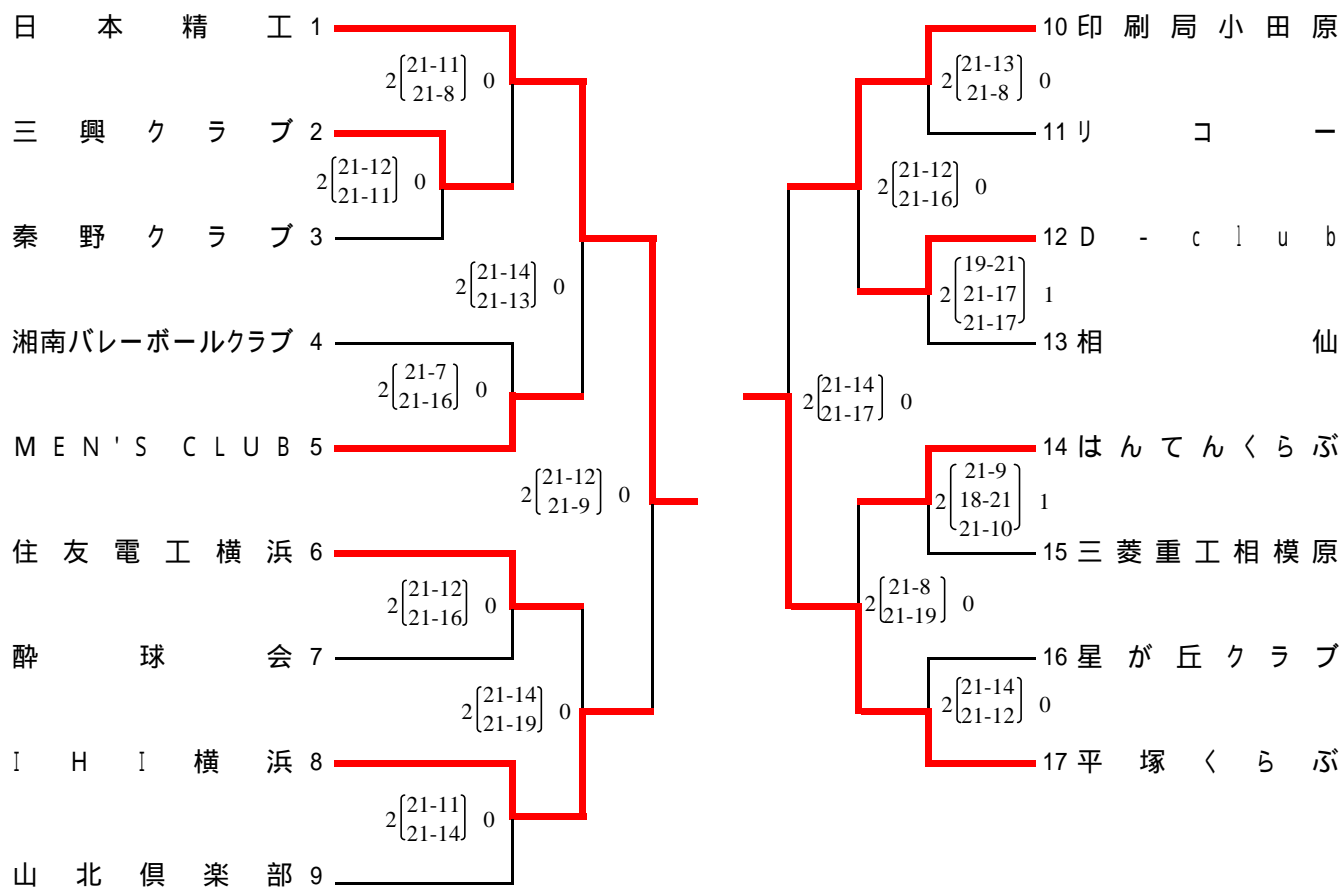 日本精工 1
2 21-11 0
21-8
三興クラブ 2
2 21-12 0
21-11
秦野クラブ 3
2 21-14 0
21-13
湘南バレーボールクラブ 4
2 21-7 0
21-16
MEN'S CLUB 5
2 21-12 0
21-9
住友電工横浜 6
2 21-12 0
21-16
酔球会 7
2 21-14 0
21-19
IHI横浜 8
2 21-11 0
21-14
山北倶楽部 9
10 印刷局小田原
2 21-13 0
21-8
11 リコー
2 21-12 0
21-16
12 D-club
19-21
2 21-17 1
21-17
13 相仙
2 21-14 0
21-17
14 はんてんくらぶ
21-9
2 18-21 1
21-10
15 三菱重工相模原
2 21-8 0
21-19
16 星が丘クラブ
2 21-14 0
21-12
17 平塚くらぶ